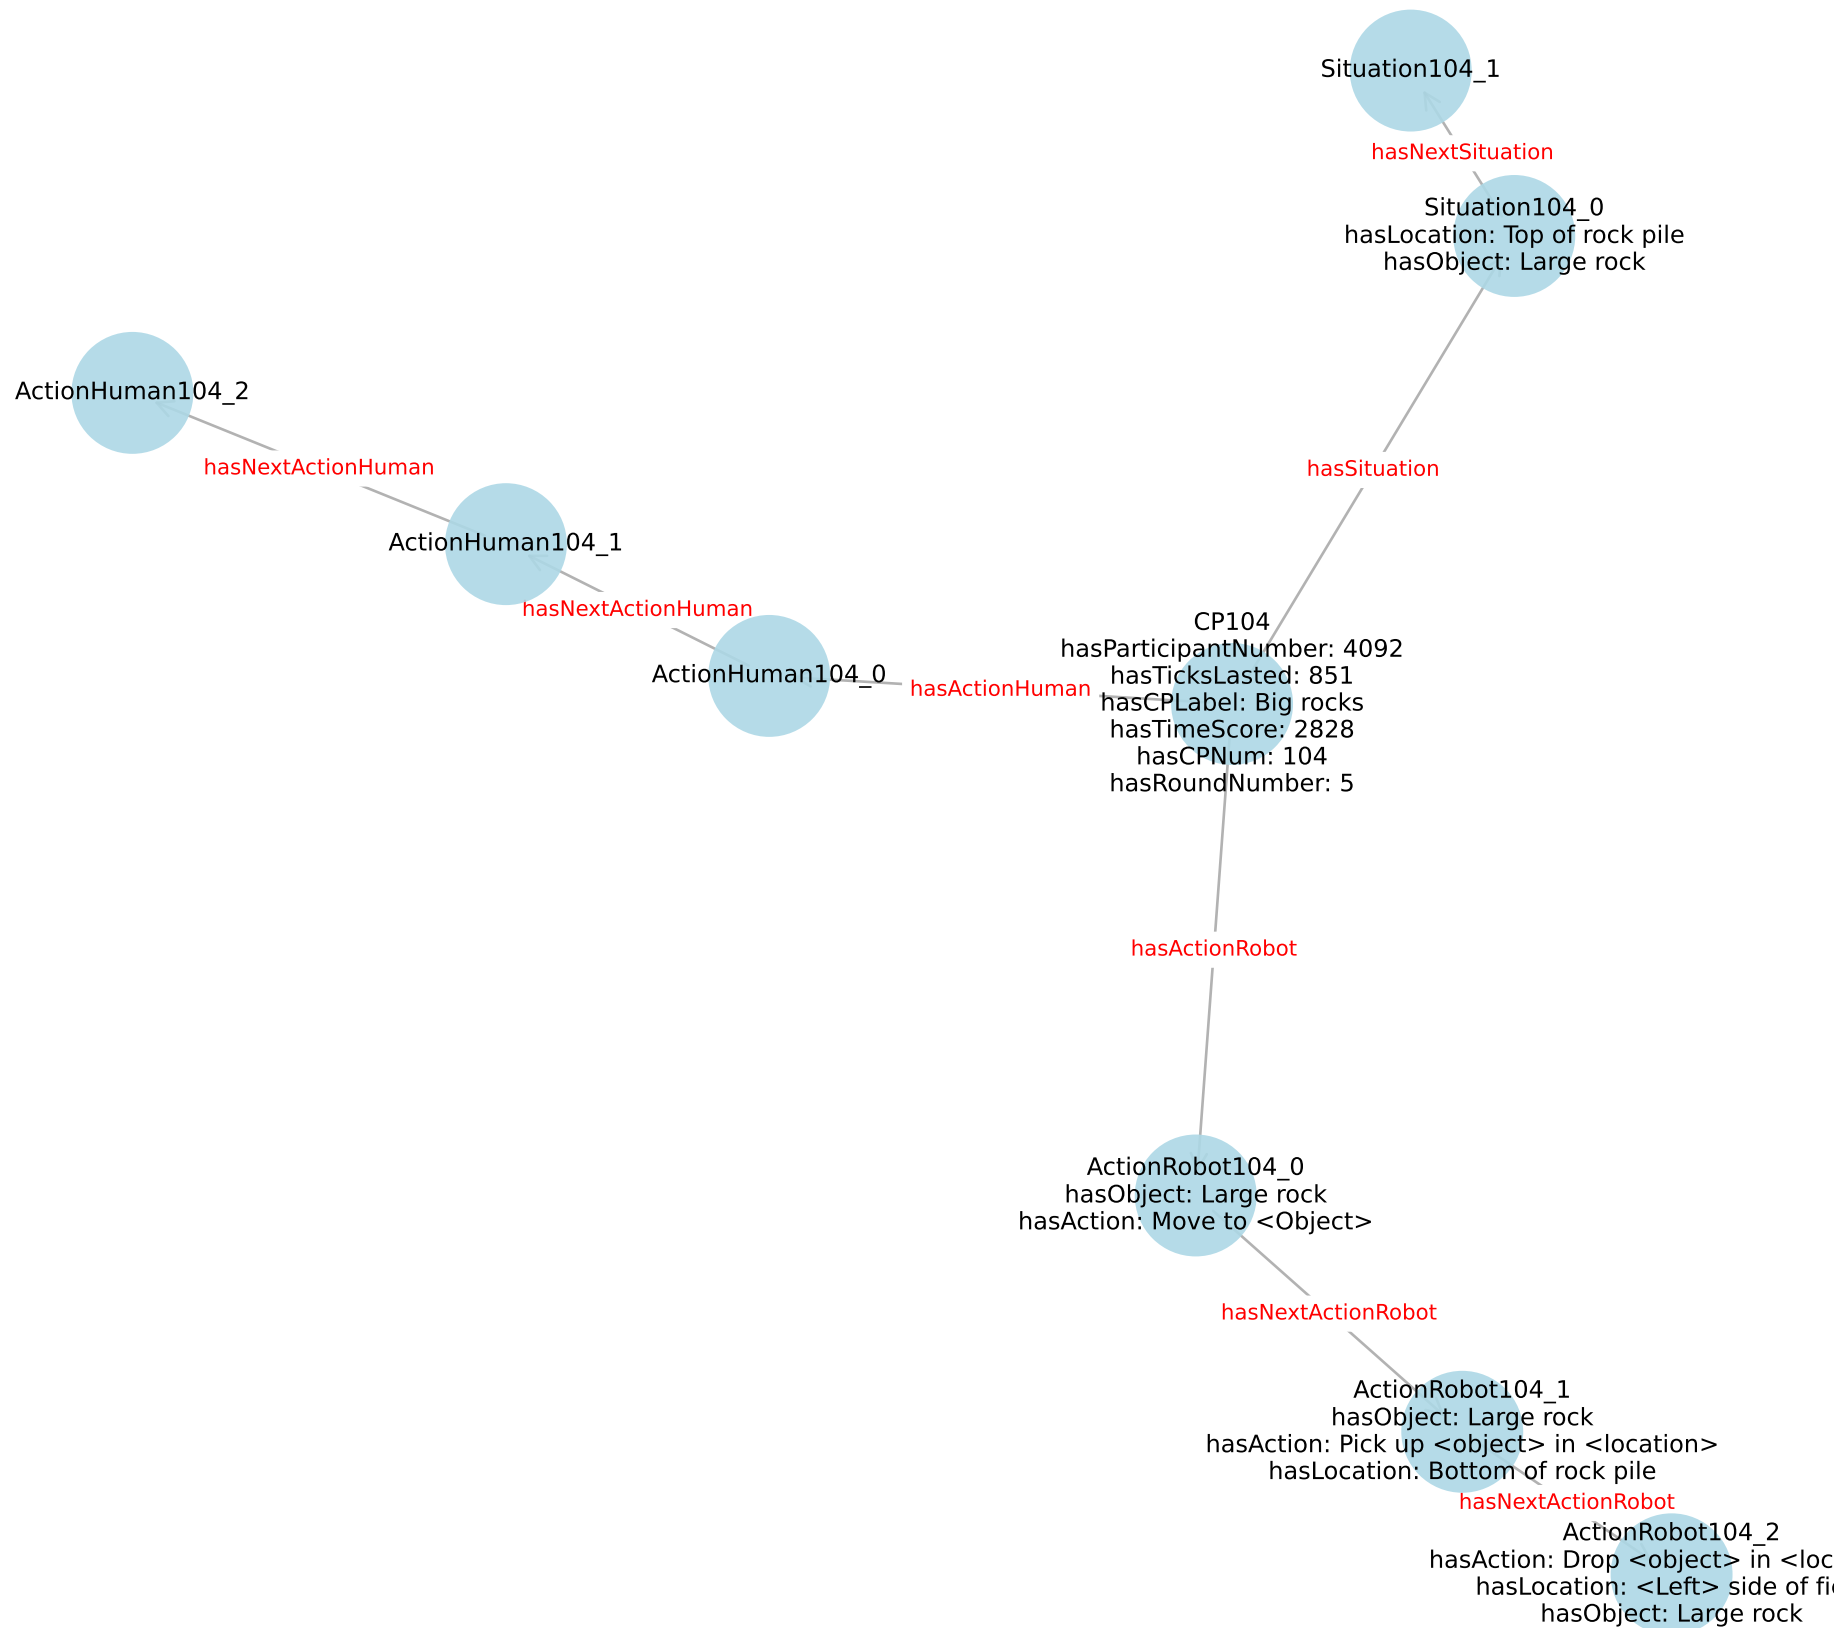 Situation104_1
hasNextSituation
Situation104_0
hasLocation: Top of rock pile
hasObject: Large rock
ActionHuman104_2
hasNextActionHuman
hasSituation
ActionHuman104_1
hasNextActionHuman
ActionHuman104_0
hasActionHuman
CP104
hasParticipantNumber: 4092
hasTicksLasted: 851
hasCPLabel: Big rocks
hasTimeScore: 2828
hasCPNum: 104
hasRoundNumber: 5
hasActionRobot
ActionRobot104_0
hasObject: Large rock
hasAction: Move to <Object>
hasNextActionRobot
ActionRobot104_1
hasObject: Large rock
hasAction: Pick up <object> in <location>
hasLocation: Bottom of rock pile
hasNextActionRobot
ActionRobot104_2
hasAction: Drop <object> in
hasLocation: <Left> side of
hasObject: Large rock